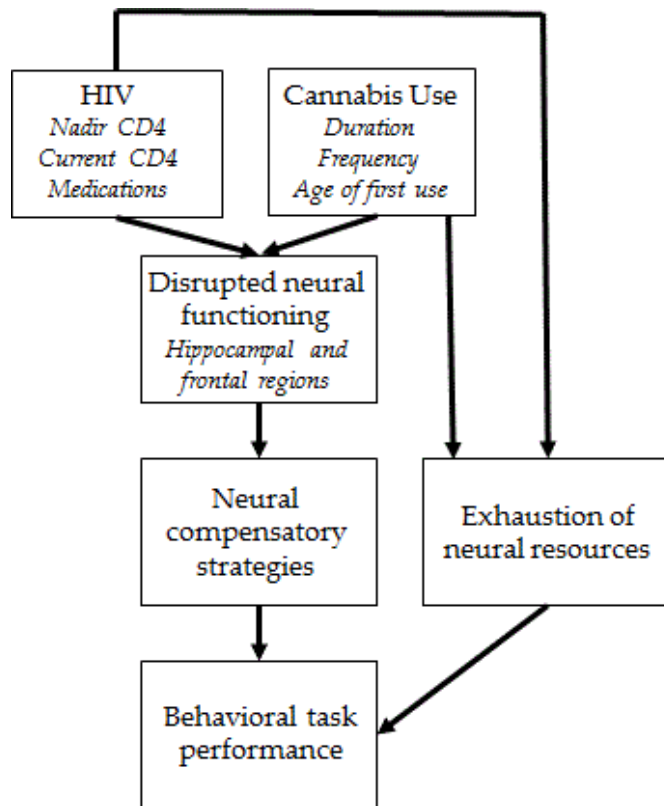 HIV
Nadir CD4
Current CD4
Medications
Cannabis Use
Duration
Frequency
Age of first use
Disrupted neural
functioning
Hippocampal and
frontal regions
Neural
compensatory
strategies
Exhaustion of
neural resources
Behavioral task
performance